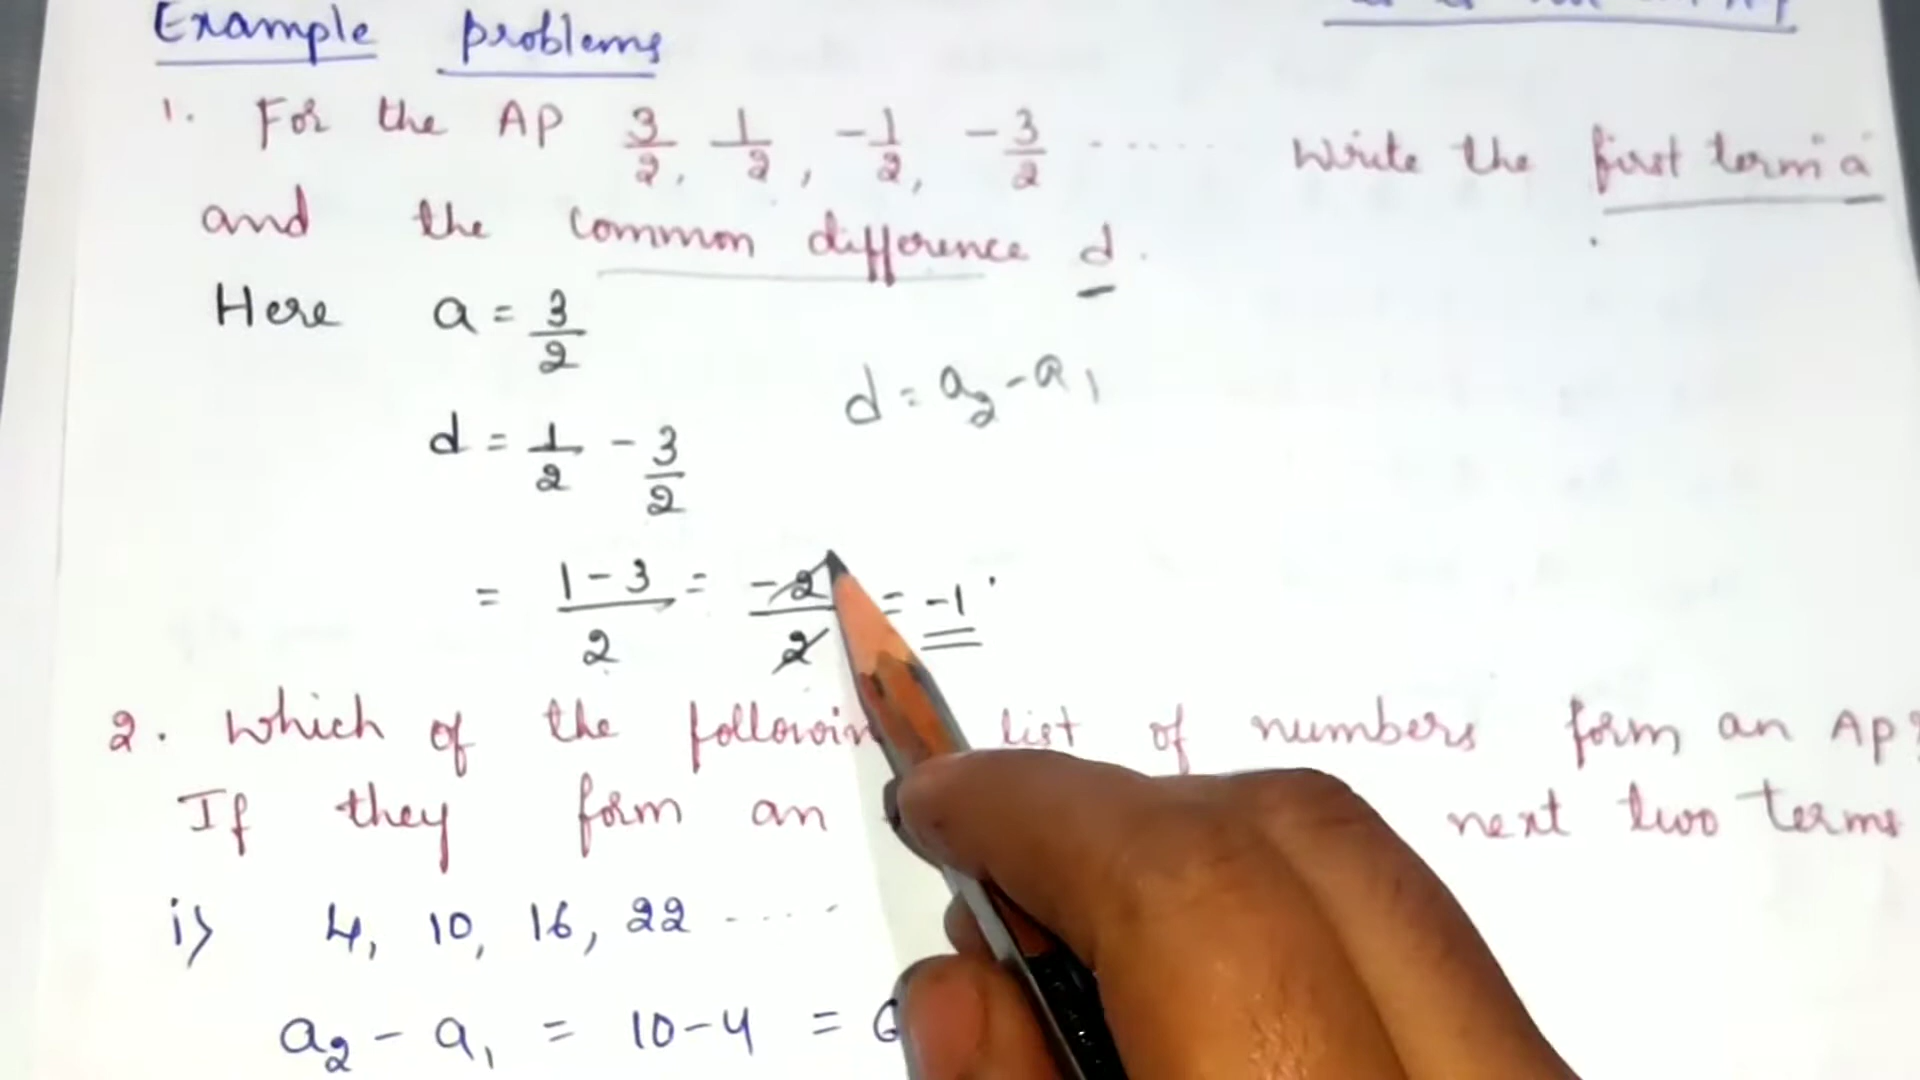 Example problems
1. For the AP 3/2, 1/2, -1/2, -3/2 ..... Write the first term "a"
and the common difference d.
Here a = 3/2
d = a2 - a1
d = 1/2 - 3/2
= 1-3/2 = -2/2 = -1
2. Which of the following list of numbers form an AP?
If they form an next two terms
i) 4, 10, 16, 22 ....
a2 - a1 = 10-4 = 6